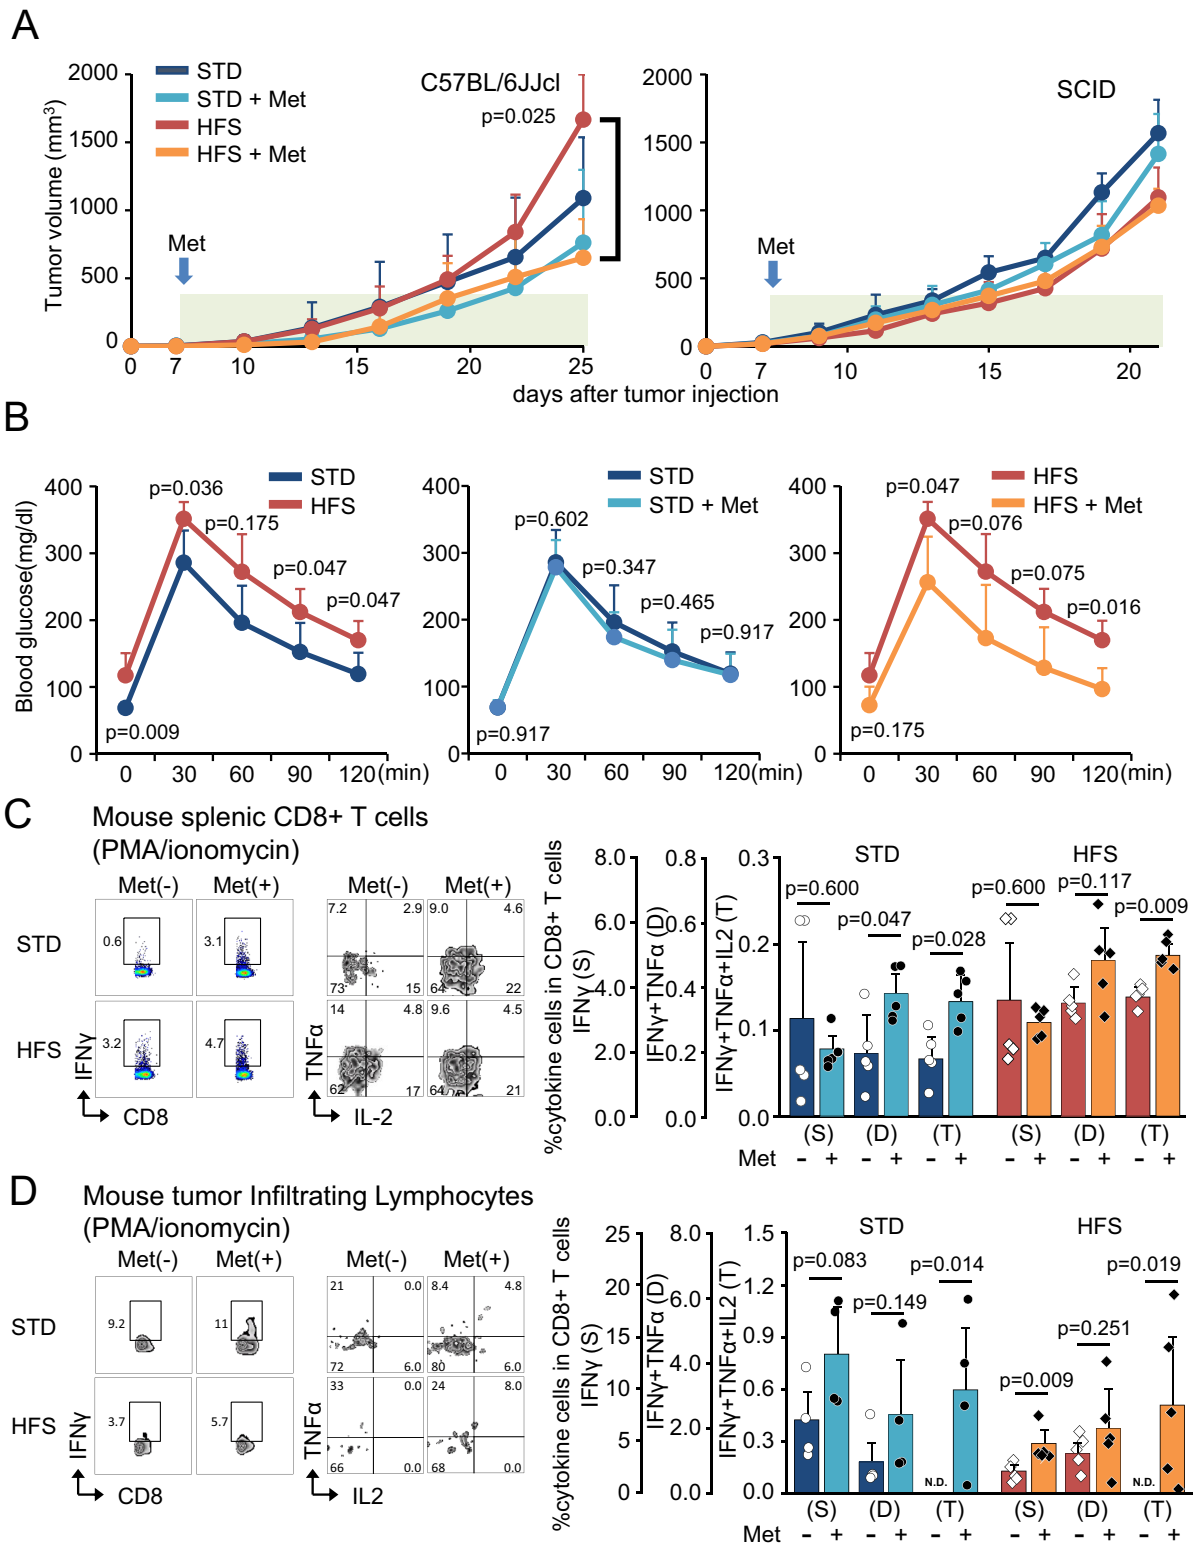 A
C57BL/6JJcl
p=0.025
STD
STD + Met
HFS
HFS + Met
Met
Tumor volume (mm3)
2000
1500
1000
500
0
0 7 10 15 20 25
SCID
Met
2000
1500
1000
500
0
0 7 10 15 20
days after tumor injection
B
Blood glucose(mg/dl)
400
300
200
100
0
STD
HFS
p=0.036
p=0.175
p=0.047
p=0.047
p=0.009
0 30 60 90 120(min)
400
300
200
100
0
STD
STD + Met
p=0.602
p=0.347
p=0.465
p=0.917
p=0.917
0 30 60 90 120(min)
400
300
200
100
0
HFS
HFS + Met
p=0.047
p=0.076
p=0.075
p=0.016
p=0.175
0 30 60 90 120(min)
C
Mouse splenic CD8+ T cells
(PMA/ionomycin)
Met(-) Met(+) Met(-) Met(+)
STD
0.6 3.1
7.2 2.9 9.0 4.6
73 15 64 22
HFS
3.2 4.7
14 4.8 9.6 4.5
62 17 64 21
IFNγ
CD8
TNFα
IL-2
%cytokine cells in CD8+ T cells
IFNγ (S)
8.0
6.0
4.0
2.0
0.0
IFNγ+TNFα (D)
0.8
0.6
0.4
0.2
0.0
IFNγ+TNFα+IL2 (T)
0.3
0.2
0.1
0.0
STD HFS
p=0.600
p=0.047
p=0.028
p=0.600
p=0.117
p=0.009
(S) (D) (T) (S) (D) (T)
Met - + - + - + - + - + - +
D
Mouse tumor Infiltrating Lymphocytes
(PMA/ionomycin)
Met(-) Met(+) Met(-) Met(+)
STD
9.2 11
21 0.0 8.4 4.8
72 6.0 80 6.0
HFS
3.7 5.7
33 0.0 24 8.0
66 0.0 68 0.0
IFNγ
CD8
TNFα
IL2
%cytokine cells in CD8+ T cells
IFNγ (S)
25
20
15
10
5
0
IFNγ+TNFα (D)
8.0
6.0
4.0
2.0
0.0
IFNγ+TNFα+IL2 (T)
1.5
1.2
0.9
0.6
0.3
0.0
STD HFS
p=0.083
p=0.149
p=0.014
p=0.009
p=0.251
p=0.019
N.D. N.D.
(S) (D) (T) (S) (D) (T)
Met - + - + - + - + - + - +